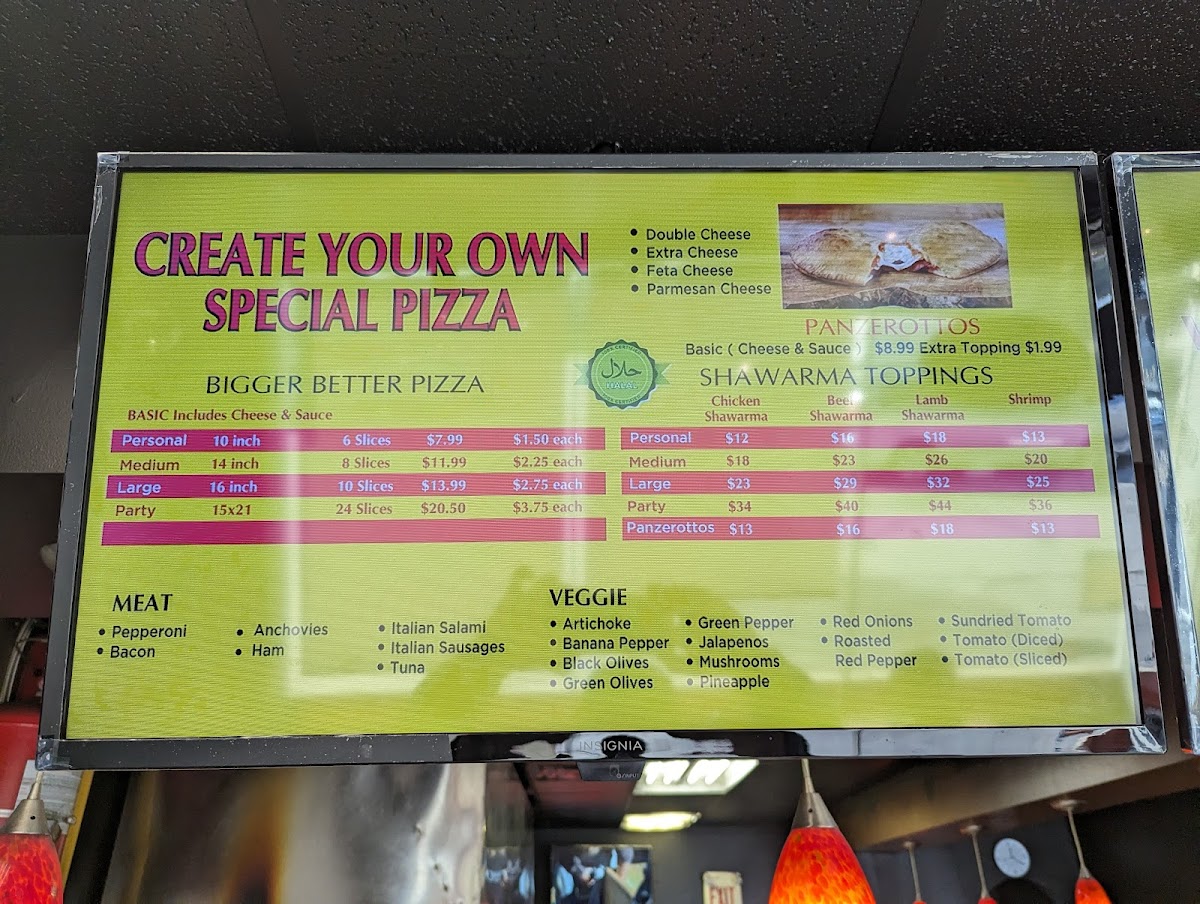 CREATE YOUR OWN
SPECIAL PIZZA
• Double Cheese
• Extra Cheese
• Feta Cheese
• Parmesan Cheese
PANZEROTTOS
Basic ( Cheese & Sauce ) $8.99 Extra Topping $1.99
حلال
HALAL
BIGGER BETTER PIZZA
BASIC Includes Cheese & Sauce
Personal 10 inch 6 Slices $7.99 $1.50 each
Medium 14 inch 8 Slices $11.99 $2.25 each
Large 16 inch 10 Slices $13.99 $2.75 each
Party 15x21 24 Slices $20.50 $3.75 each
SHAWARMA TOPPINGS
Chicken Shawarma Beef Shawarma Lamb Shawarma Shrimp
Personal $12 $16 $18 $13
Medium $18 $23 $26 $20
Large $23 $29 $32 $25
Party $34 $40 $44 $36
Panzerottos $13 $16 $18 $13
MEAT
• Pepperoni
• Bacon
• Anchovies
• Ham
• Italian Salami
• Italian Sausages
• Tuna
VEGGIE
• Artichoke
• Banana Pepper
• Black Olives
• Green Olives
• Green Pepper
• Jalapenos
• Mushrooms
• Pineapple
• Red Onions
• Roasted
Red Pepper
• Sundried Tomato
• Tomato (Diced)
• Tomato (Sliced)
INSIGNIA
EXIT